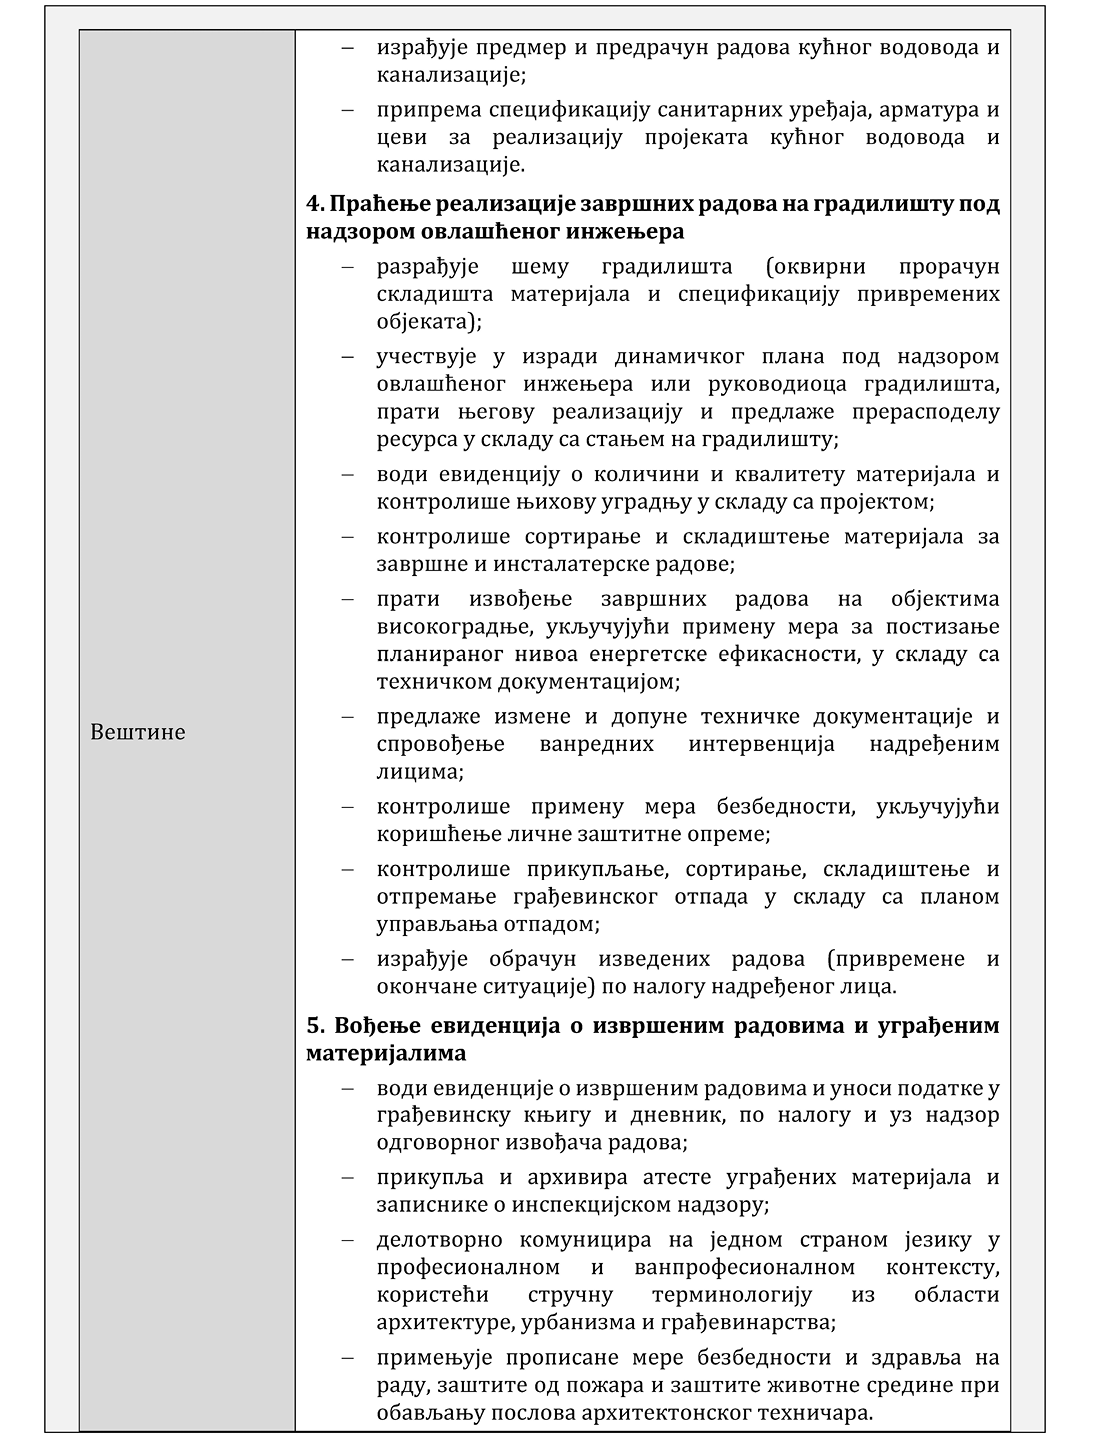 – израђује предмер и предрачун радова кућног водовода и
канализације;
– припрема спецификацију санитарних уређаја, арматура и
цеви за реализацију пројеката кућног водовода и
канализације.
4. Праћење реализације завршних радова на градилишту под
надзором овлашћеног инжењера
– разрађује шему градилишта (оквирни прорачун
складишта материјала и спецификацију привремених
објеката);
– учествује у изради динамичког плана под надзором
овлашћеног инжењера или руководиоца градилишта,
прати његову реализацију и предлаже прерасподелу
ресурса у складу са стањем на градилишту;
– води евиденцију о количини и квалитету материјала и
контролише њихову уградњу у складу са пројектом;
– контролише сортирање и складиштење материјала за
завршне и инсталатерске радове;
– прати извођење завршних радова на објектима
високоградње, укључујући примену мера за постизање
планираног нивоа енергетске ефикасности, у складу са
техничком документацијом;
Вештине
– предлаже измене и допуне техничке документације и
спровођење ванредних интервенција надређеним
лицима;
– контролише примену мера безбедности, укључујући
коришћење личне заштитне опреме;
– контролише прикупљање, сортирање, складиштење и
отпремање грађевинског отпада у складу са планом
управљања отпадом;
– израђује обрачун изведених радова (привремене и
окончане ситуације) по налогу надређеног лица.
5. Вођење евиденција о извршеним радовима и уграђеним
материјалима
– води евиденције о извршеним радовима и уноси податке у
грађевинску књигу и дневник, по налогу и уз надзор
одговорног извођача радова;
– прикупља и архивира атесте уграђених материјала и
записнике о инспекцијском надзору;
– делотворно комуницира на једном страном језику у
професионалном и ванпрофесионалном контексту,
користећи стручну терминологију из области
архитектуре, урбанизма и грађевинарства;
– примењује прописане мере безбедности и здравља на
раду, заштите од пожара и заштите животне средине при
обављању послова архитектонског техничара.